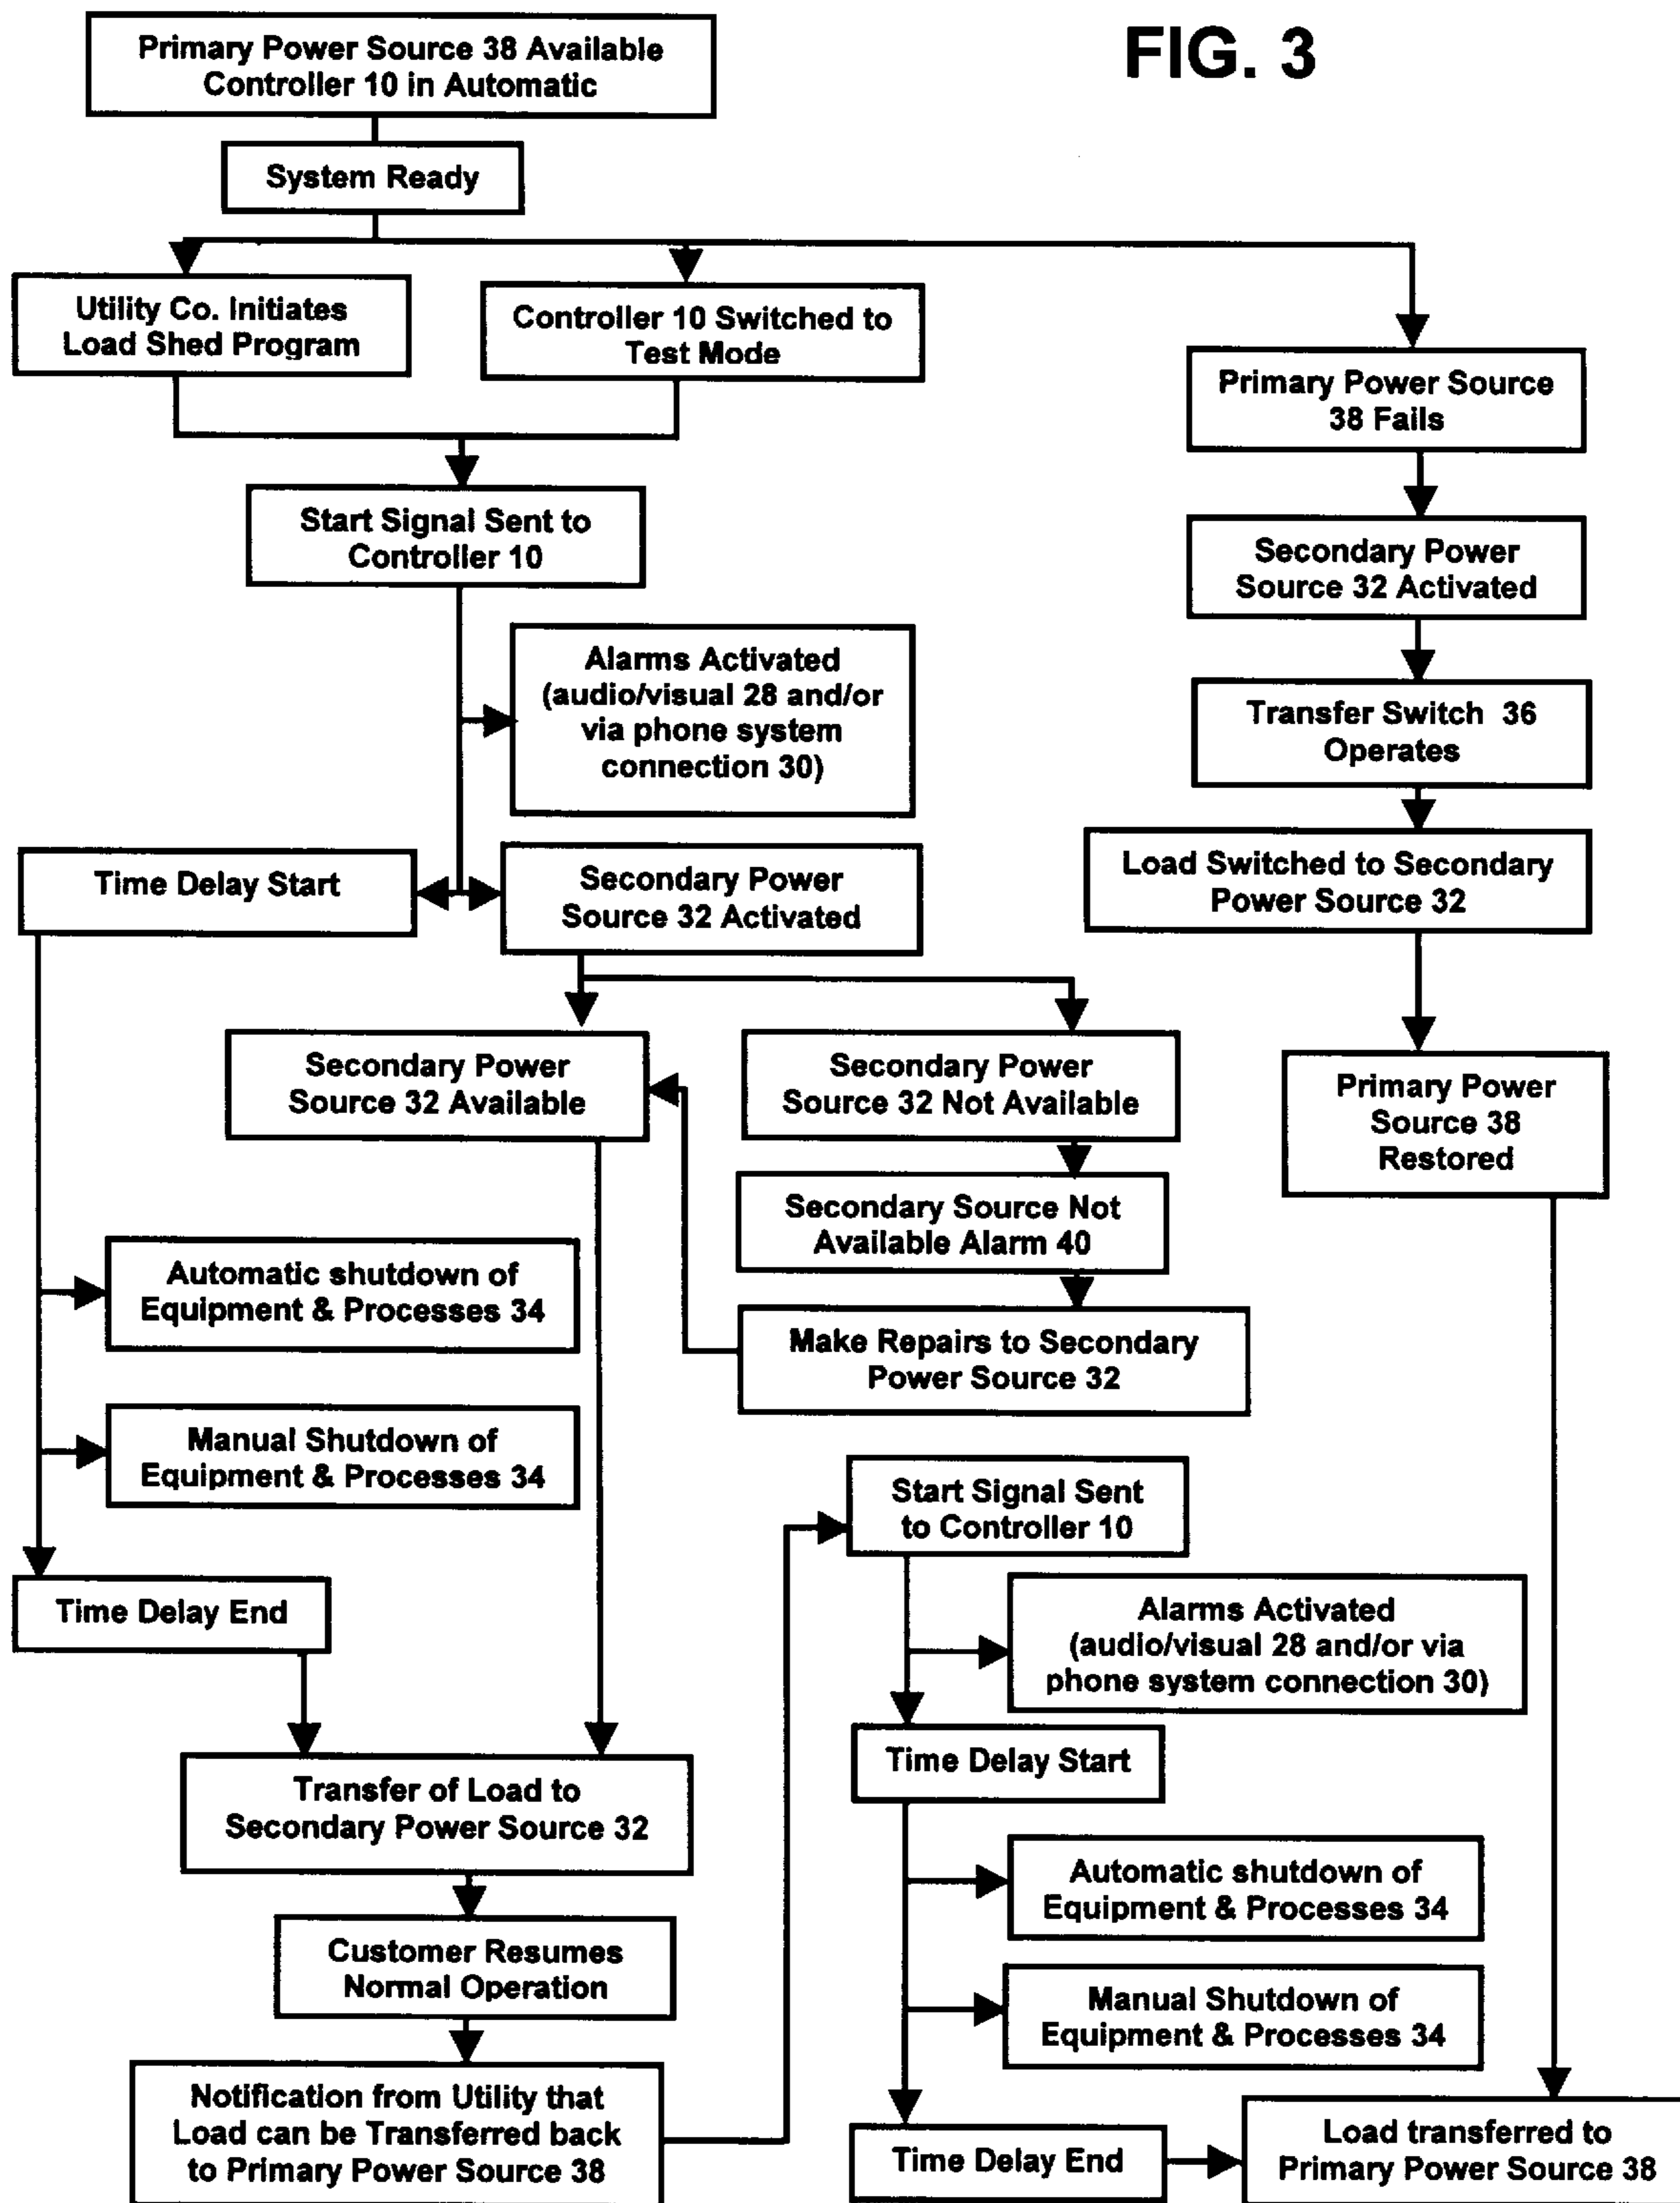 FIG. 3
Primary Power Source 38 Available
Controller 10 in Automatic
System Ready
Utility Co. Initiates
Load Shed Program
Controller 10 Switched to
Test Mode
Primary Power Source
38 Fails
Start Signal Sent to
Controller 10
Secondary Power
Source 32 Activated
Alarms Activated
(audio/visual 28 and/or
via phone system
connection 30)
Transfer Switch 36
Operates
Time Delay Start
Secondary Power
Source 32 Activated
Load Switched to Secondary
Power Source 32
Secondary Power
Source 32 Available
Secondary Power
Source 32 Not Available
Primary Power
Source 38
Restored
Secondary Source Not
Available Alarm 40
Automatic shutdown of
Equipment & Processes 34
Make Repairs to Secondary
Power Source 32
Manual Shutdown of
Equipment & Processes 34
Start Signal Sent
to Controller 10
Time Delay End
Alarms Activated
(audio/visual 28 and/or via
phone system connection 30)
Time Delay Start
Transfer of Load to
Secondary Power Source 32
Automatic shutdown of
Equipment & Processes 34
Customer Resumes
Normal Operation
Manual Shutdown of
Equipment & Processes 34
Notification from Utility that
Load can be Transferred back
to Primary Power Source 38
Time Delay End
Load transferred to
Primary Power Source 38